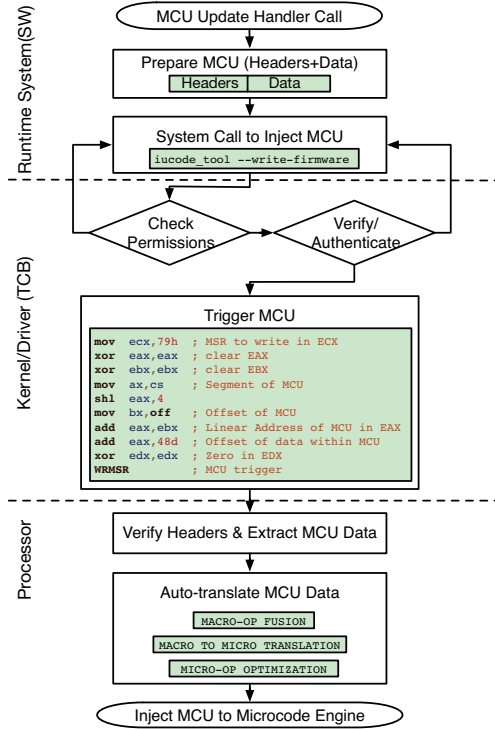 Runtime System(SW)
MCU Update Handler Call
Prepare MCU (Headers+Data)
Headers Data
System Call to Inject MCU
iucode_tool --write-firmware
Kernel/Driver (TCB)
Check
Permissions
Verify/
Authenticate
Trigger MCU
mov ecx,79h ; MSR to write in ECX
xor eax,eax ; clear EAX
xor ebx,ebx ; clear EBX
mov ax,cs ; Segment of MCU
shl eax,4
mov bx,off ; Offset of MCU
add eax,ebx ; Linear Address of MCU in EAX
add eax,48d ; Offset of data within MCU
xor edx,edx ; Zero in EDX
WRMSR ; MCU trigger
Processor
Verify Headers & Extract MCU Data
Auto-translate MCU Data
MACRO-OP FUSION
MACRO TO MICRO TRANSLATION
MICRO-OP OPTIMIZATION
Inject MCU to Microcode Engine